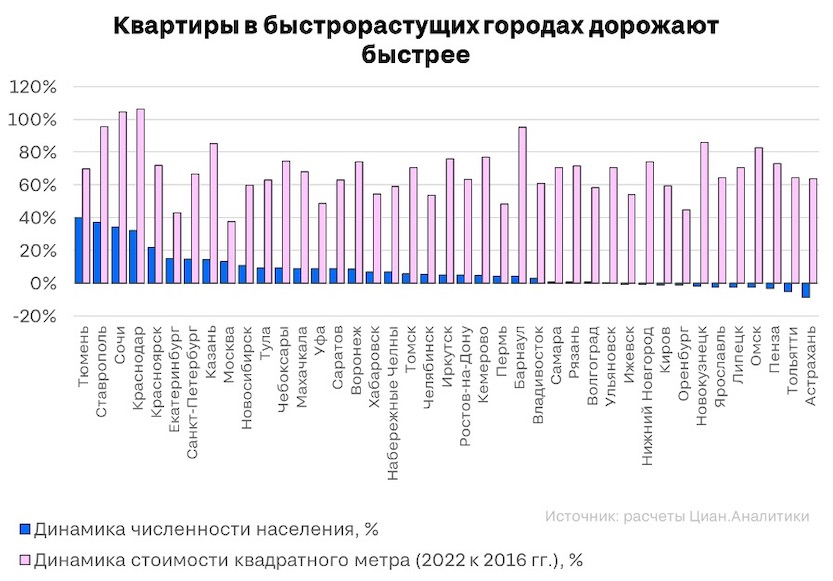 Квартиры в быстрорастущих городах дорожают
быстрее
120%
100%
80%
60%
40%
20%
0%
-20%
Тюмень
Ставрополь
Сочи
Краснодар
Красноярск
Екатеринбург
Санкт-Петербург
Казань
Москва
Новосибирск
Тула
Чебоксары
Махачкала
Уфа
Саратов
Воронеж
Хабаровск
Набережные Челны
Томск
Челябинск
Иркутск
Ростов-на-Дону
Кемерово
Пермь
Барнаул
Владивосток
Самара
Рязань
Волгоград
Ульяновск
Ижевск
Нижний Новгород
Киров
Оренбург
Новокузнецк
Ярославль
Липецк
Омск
Пенза
Тольятти
Астрахань
Источник: расчеты Циан.Аналитики
Динамика численности населения, %
Динамика стоимости квадратного метра (2022 к 2016 гг.), %